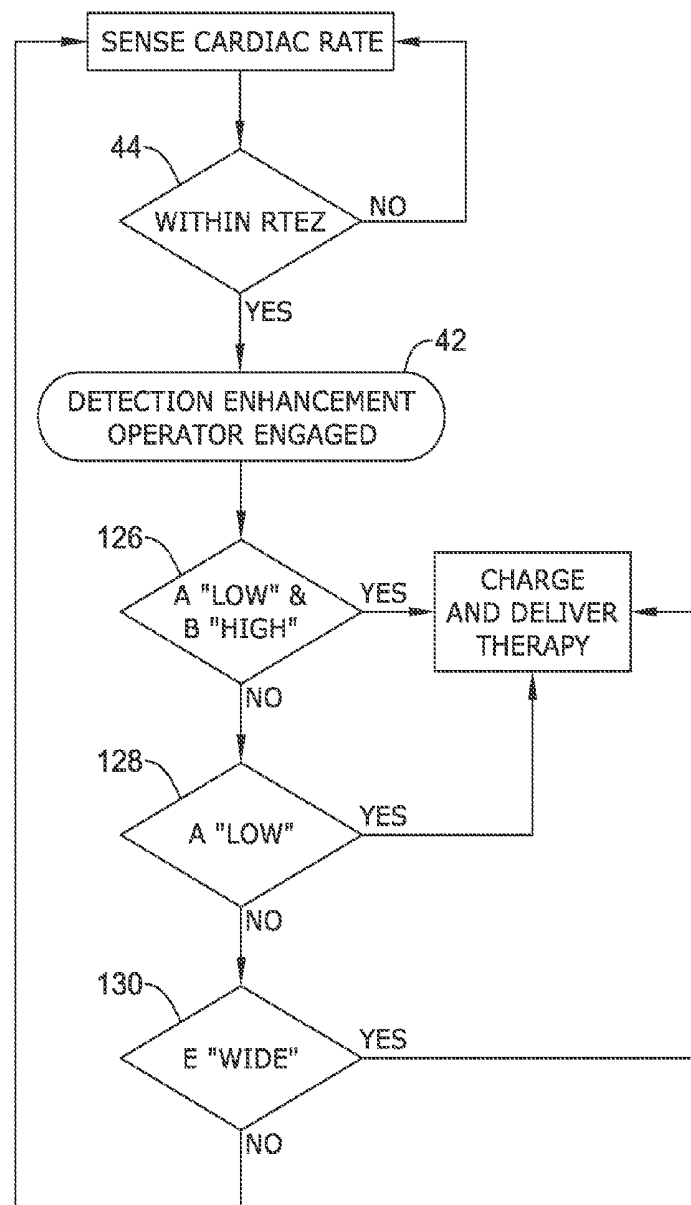 SENSE CARDIAC RATE
44
WITHIN RTEZ
NO
YES
42
DETECTION ENHANCEMENT
OPERATOR ENGAGED
126
A "LOW" &
B "HIGH"
YES
CHARGE
AND DELIVER
THERAPY
NO
128
A "LOW"
YES
NO
130
E "WIDE"
YES
NO